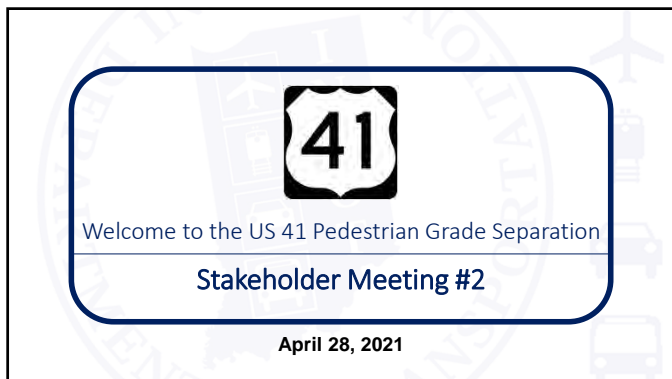 41
Welcome to the US 41 Pedestrian Grade Separation
Stakeholder Meeting #2
April 28, 2021